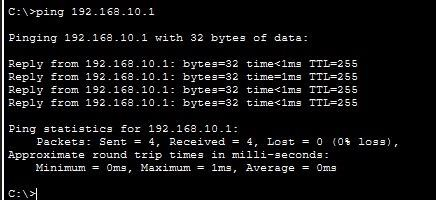 C:\>ping 192.168.10.1
Pinging 192.168.10.1 with 32 bytes of data:
Reply from 192.168.10.1: bytes=32 time<1ms TTL=255
Reply from 192.168.10.1: bytes=32 time=1ms TTL=255
Reply from 192.168.10.1: bytes=32 time<1ms TTL=255
Reply from 192.168.10.1: bytes=32 time<1ms TTL=255
Ping statistics for 192.168.10.1:
Packets: Sent = 4, Received = 4, Lost = 0 (0% loss),
Approximate round trip times in milli-seconds:
Minimum = 0ms, Maximum = 1ms, Average = 0ms
C:\>